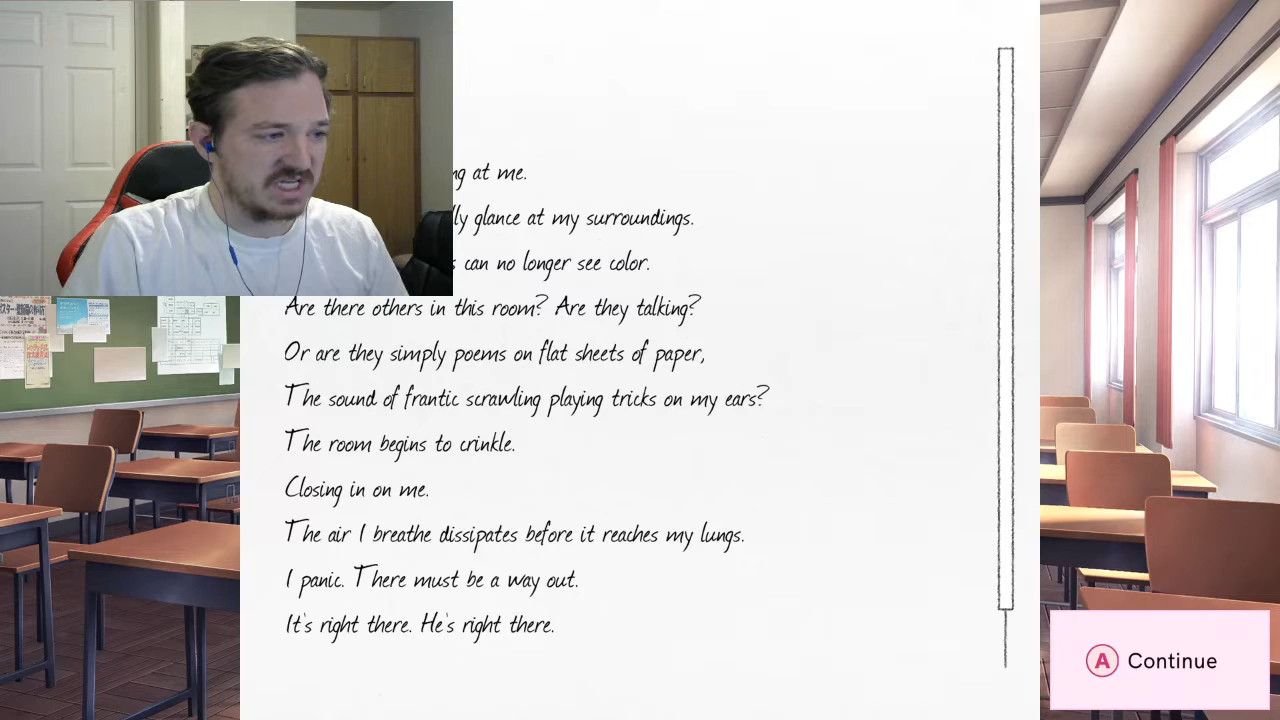 ng at me.
lly glance at my surroundings.
s can no longer see color.
Are there others in this room? Are they talking?
Or are they simply poems on flat sheets of paper,
The sound of frantic scrawling playing tricks on my ears?
The room begins to crinkle.
Closing in on me.
The air I breathe dissipates before it reaches my lungs.
I panic. There must be a way out.
It's right there. He's right there.
A Continue